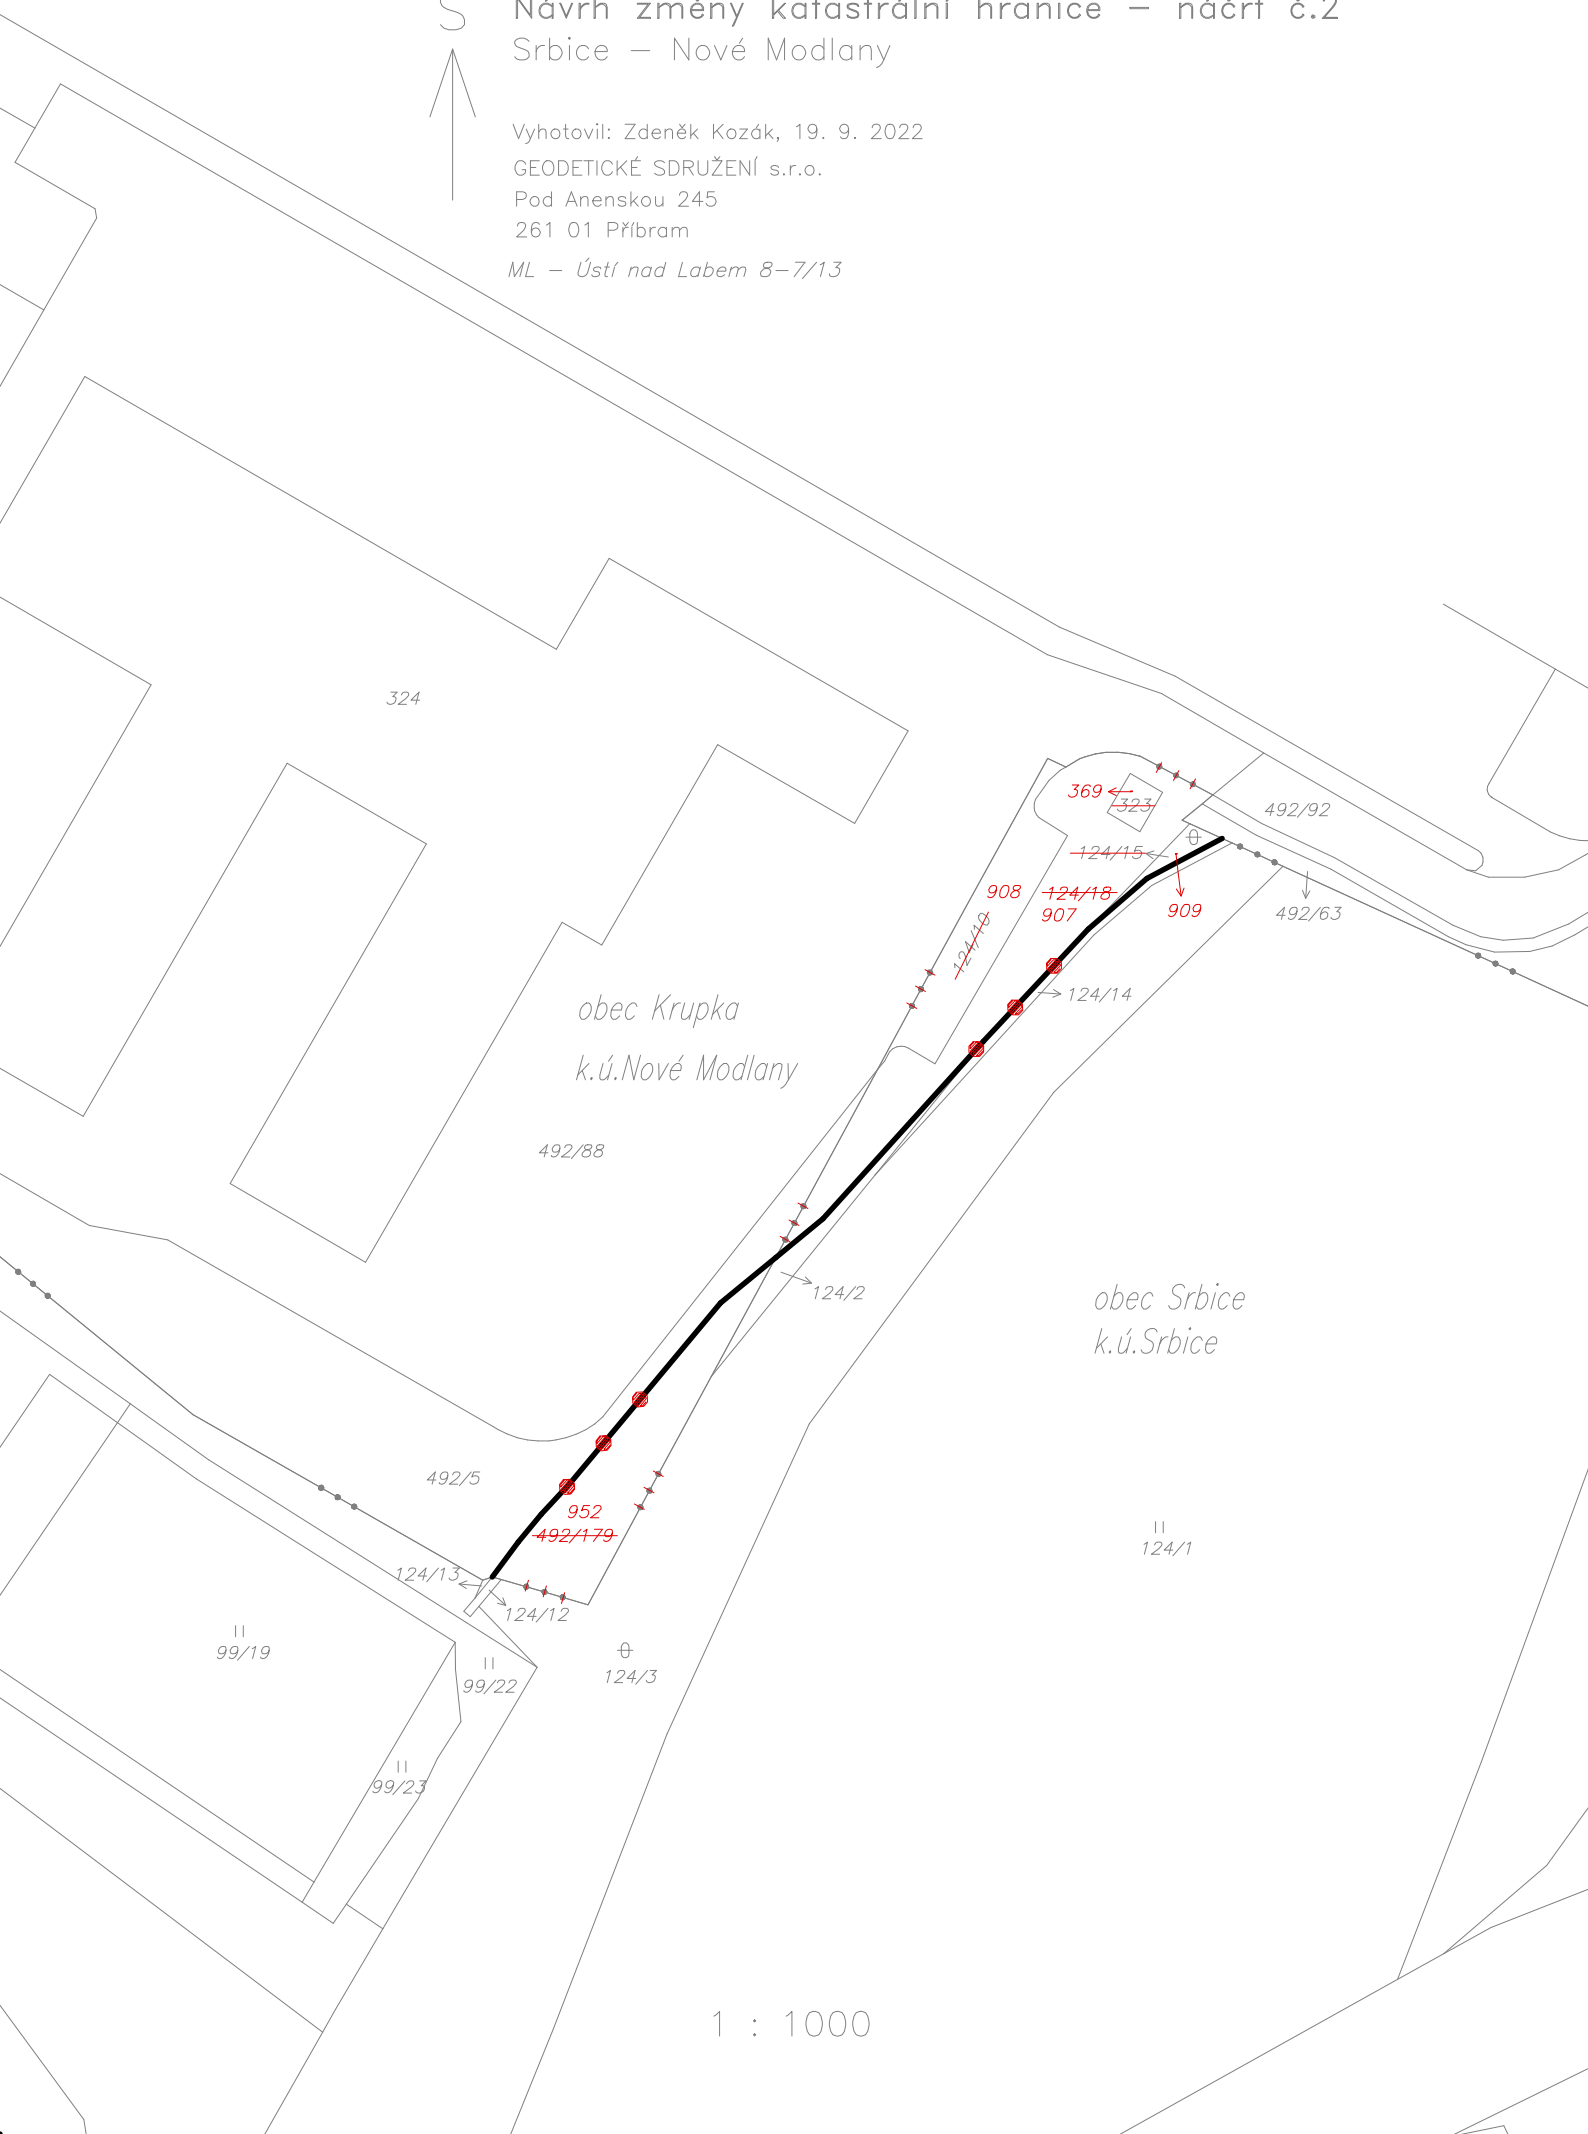 S
Návrh změny katastrální hranice – náčrt č.2
Srbice – Nové Modlany
Vyhotovil: Zdeněk Kozák, 19. 9. 2022
GEODETICKÉ SDRUŽENÍ s.r.o.
Pod Anenskou 245
261 01 Příbram
ML – Ústí nad Labem 8–7/13
324
369
323
492/92
124/15
908
124/18
907
909
492/63
124/10
124/14
obec Krupka
k.ú.Nové Modlany
492/88
124/2
obec Srbice
k.ú.Srbice
492/5
952
492/179
124/1
124/13
124/12
99/19
99/22
124/3
99/23
1 : 1000